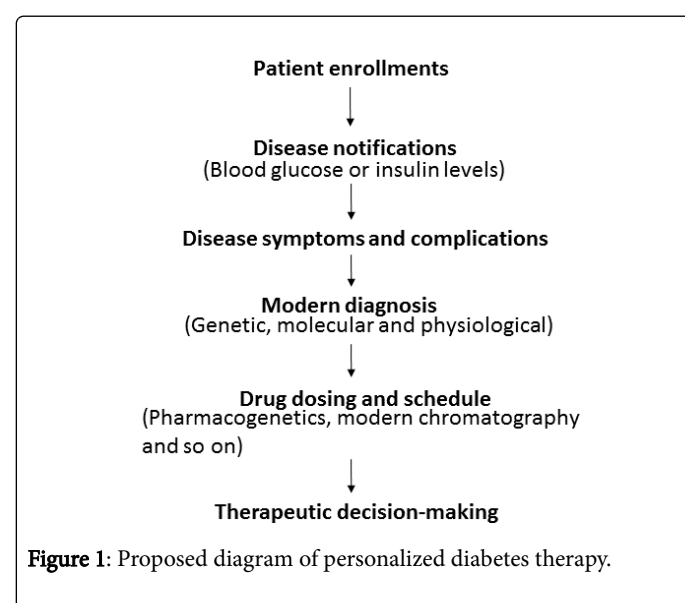 Patient enrollments
Disease notifications
(Blood glucose or insulin levels)
Disease symptoms and complications
Modern diagnosis
(Genetic, molecular and physiological)
Drug dosing and schedule
(Pharmacogenetics, modern chromatography
and so on)
Therapeutic decision-making
Figure 1: Proposed diagram of personalized diabetes therapy.